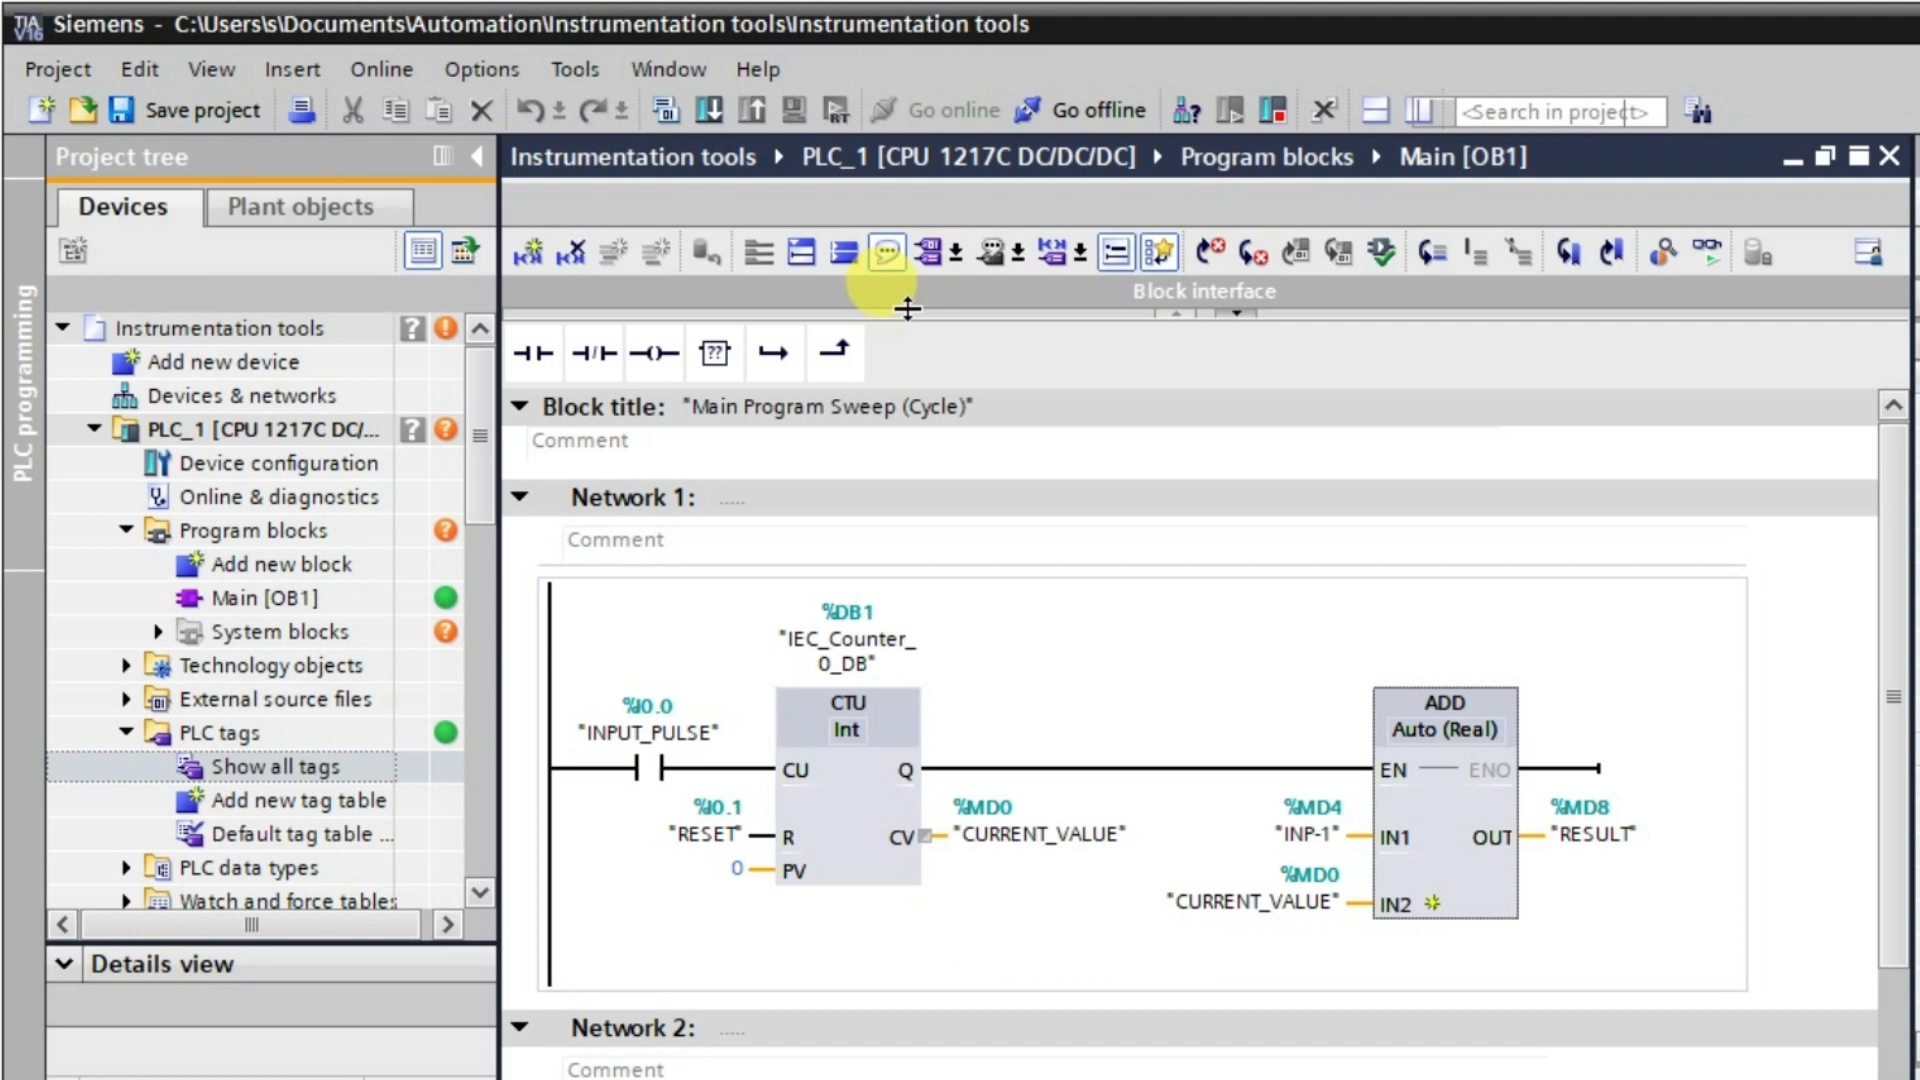 TIA V16 Siemens - C:\Users\s\Documents\Automation\Instrumentation tools\Instrumentation tools
Project Edit View Insert Online Options Tools Window Help
Save project Go online Go offline <Search in project>
Project tree
Instrumentation tools ▸ PLC_1 [CPU 1217C DC/DC/DC] ▸ Program blocks ▸ Main [OB1]
Devices Plant objects
Block interface
PLC programming
Instrumentation tools
Add new device
Devices & networks
PLC_1 [CPU 1217C DC/...
Device configuration
Online & diagnostics
Program blocks
Add new block
Main [OB1]
System blocks
Technology objects
External source files
PLC tags
Show all tags
Add new tag table
Default tag table ...
PLC data types
Watch and force tables
Details view
??
Block title: "Main Program Sweep (Cycle)"
Comment
Network 1: .....
Comment
%DB1
"IEC_Counter_
0_DB"
%I0.0
"INPUT_PULSE"
CTU
Int
CU Q
%I0.1
"RESET" R
CV
%MD0
"CURRENT_VALUE"
0 PV
ADD
Auto (Real)
EN ENO
%MD4
"INP-1" IN1
OUT
%MD8
"RESULT"
%MD0
"CURRENT_VALUE" IN2
Network 2: .....
Comment